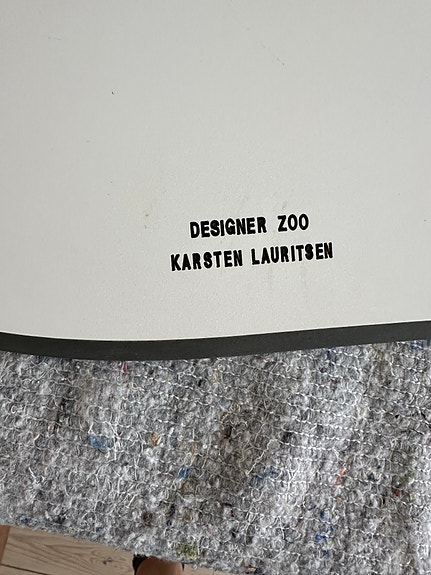 DESIGNER ZOO
KARSTEN LAURITSEN